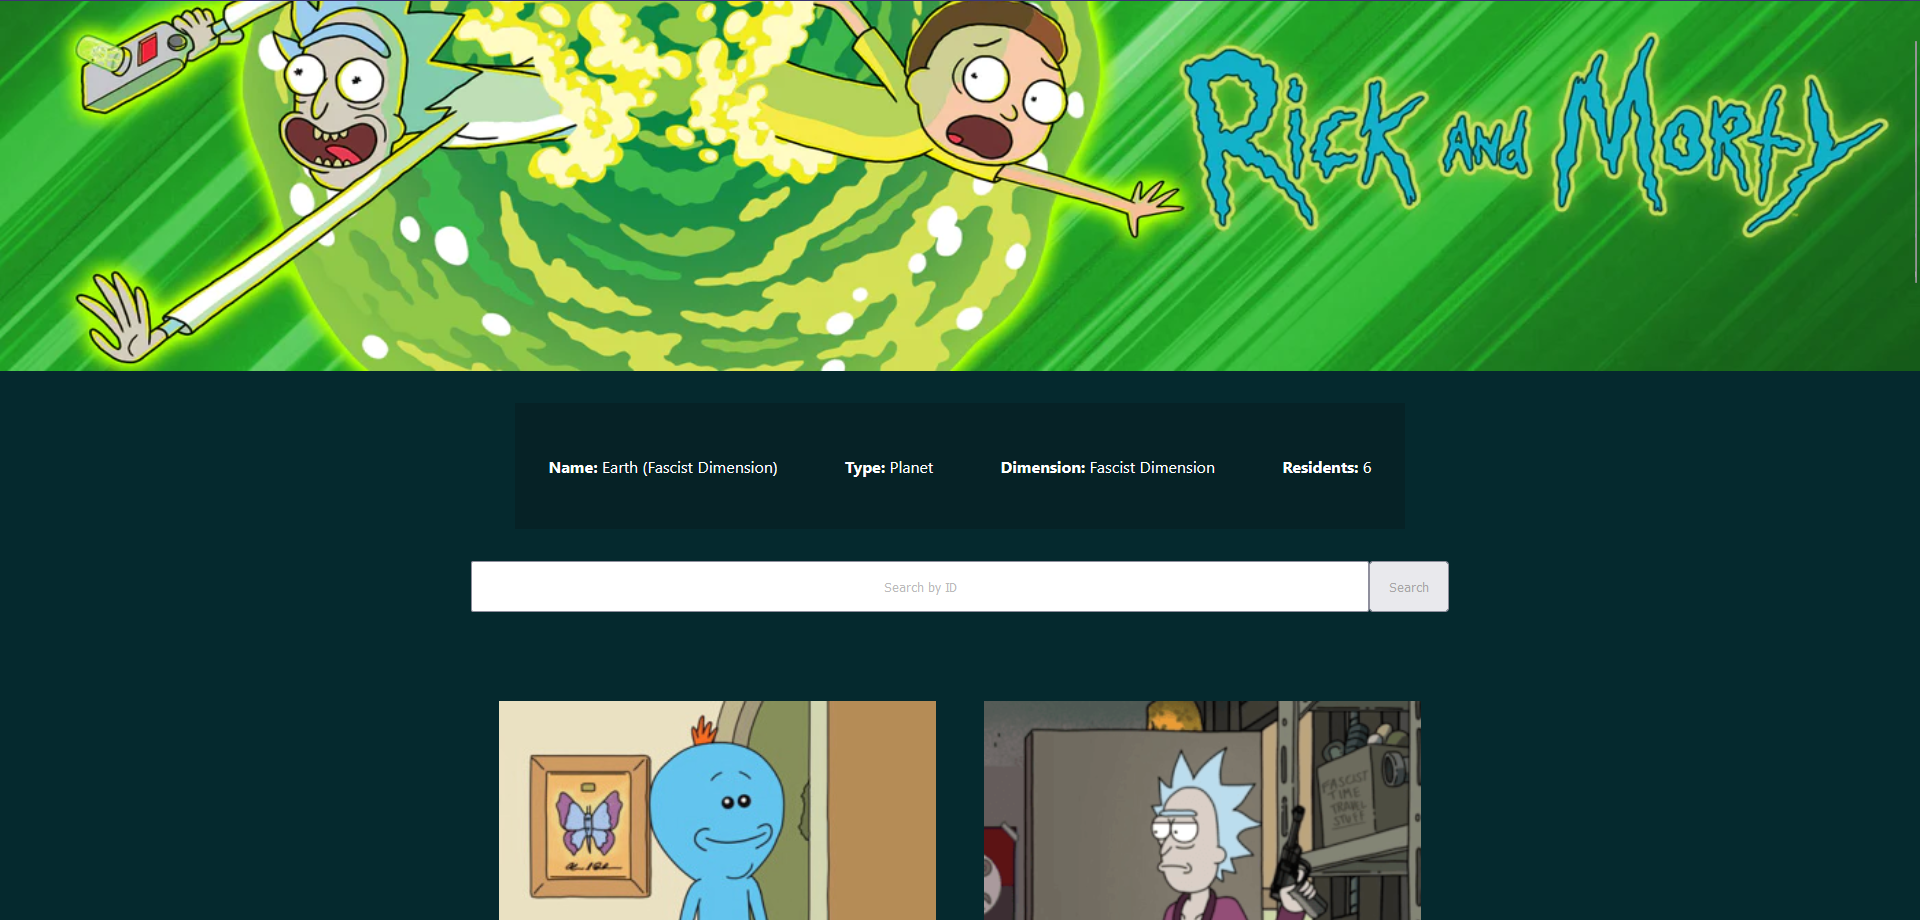 Rick and Morty
Name: Earth (Fascist Dimension) Type: Planet Dimension: Fascist Dimension Residents: 6
Search by ID Search
FASCIST
TIME
TRAVEL
STUFF